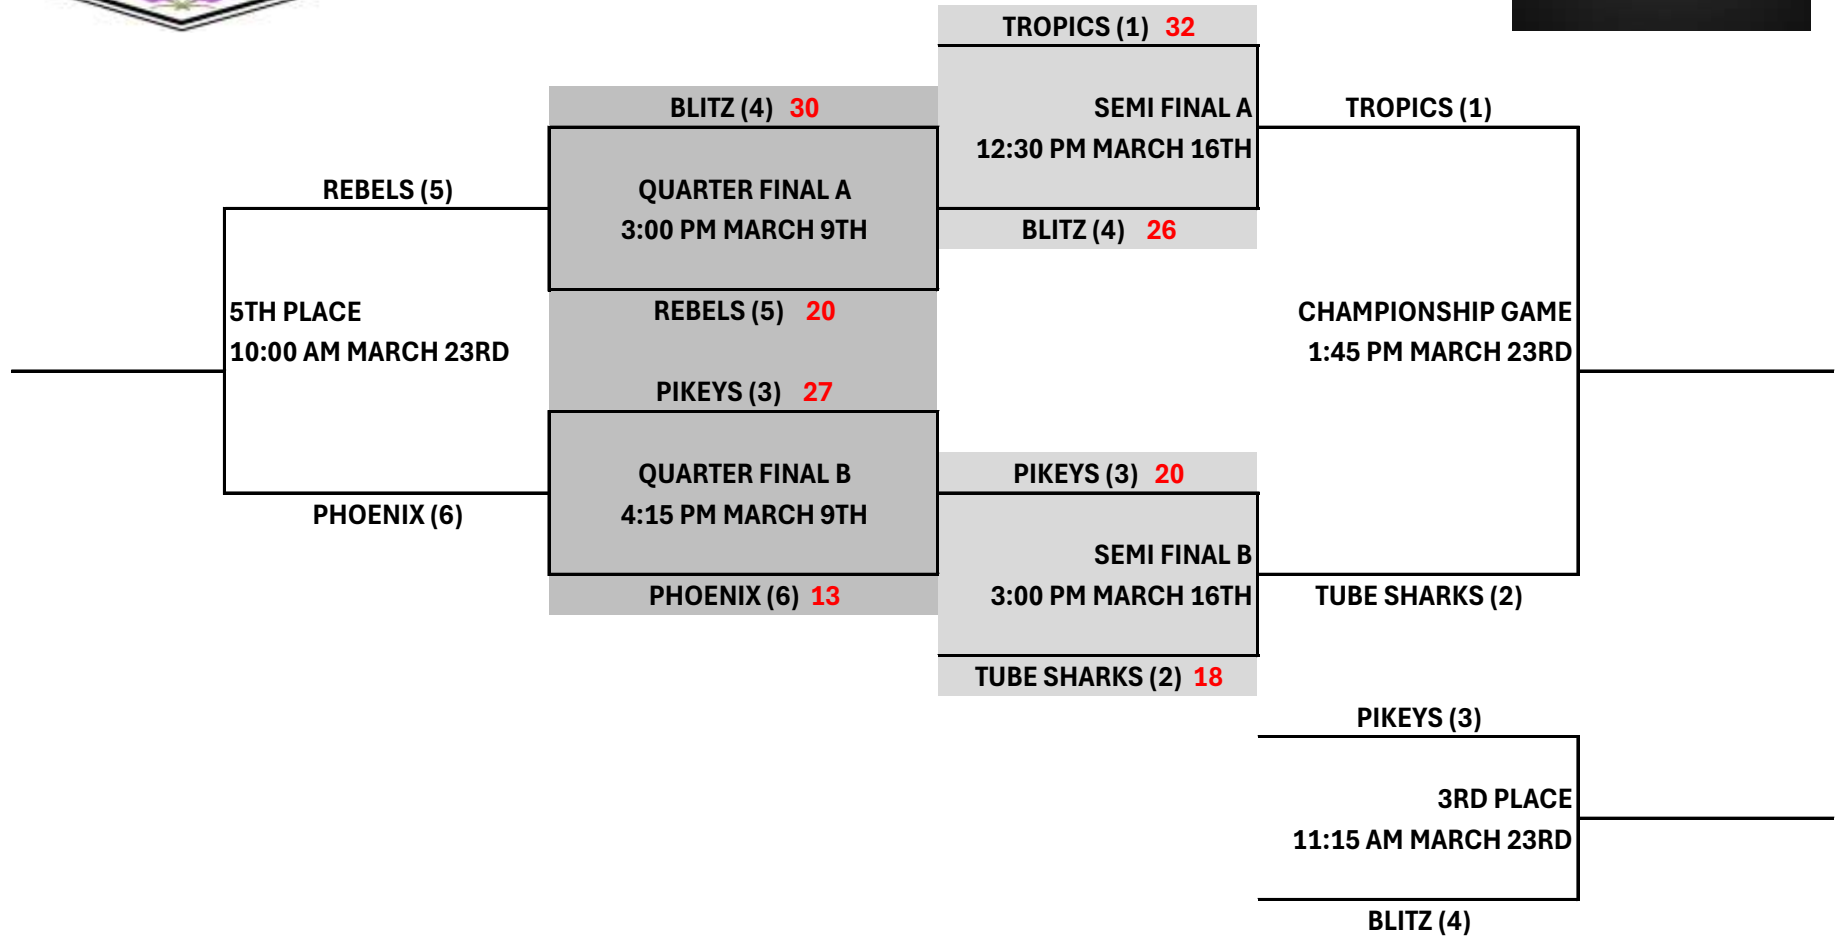 TROPICS (1) 32
BLITZ (4) 30
SEMI FINAL A
12:30 PM MARCH 16TH
TROPICS (1)
REBELS (5)
QUARTER FINAL A
3:00 PM MARCH 9TH
BLITZ (4) 26
5TH PLACE
10:00 AM MARCH 23RD
REBELS (5) 20
CHAMPIONSHIP GAME
1:45 PM MARCH 23RD
PIKEYS (3) 27
QUARTER FINAL B
4:15 PM MARCH 9TH
PIKEYS (3) 20
PHOENIX (6)
SEMI FINAL B
3:00 PM MARCH 16TH
PHOENIX (6) 13
TUBE SHARKS (2)
TUBE SHARKS (2) 18
PIKEYS (3)
3RD PLACE
11:15 AM MARCH 23RD
BLITZ (4)